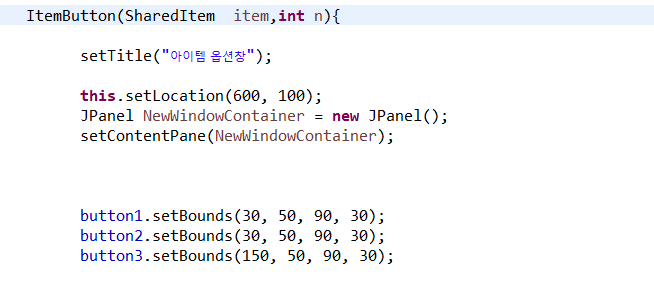 ItemButton(SharedItem  item,int n){
setTitle("아이템 옵션창");
this.setLocation(600, 100);
JPanel NewWindowContainer = new JPanel();
setContentPane(NewWindowContainer);
button1.setBounds(30, 50, 90, 30);
button2.setBounds(30, 50, 90, 30);
button3.setBounds(150, 50, 90, 30);